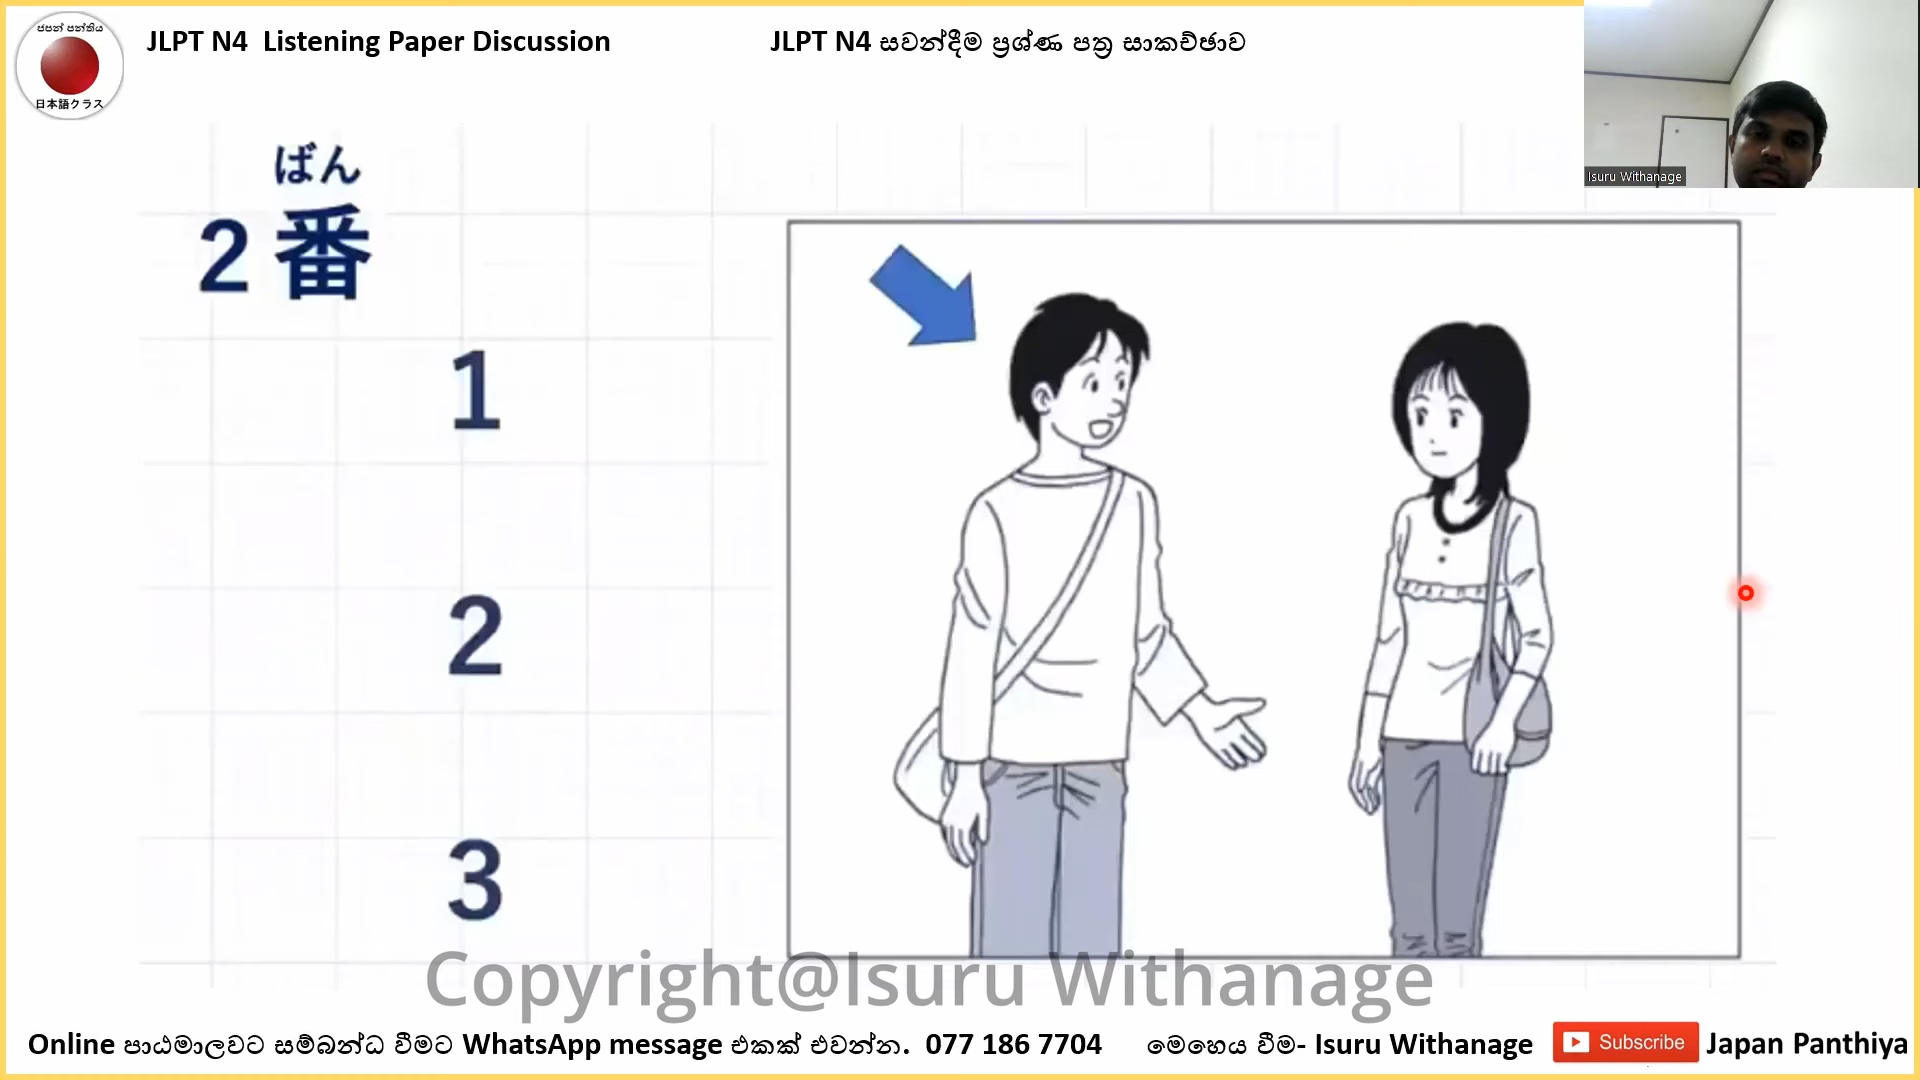 ජපන් පන්තිය
日本語クラス
JLPT N4 Listening Paper Discussion
JLPT N4 සවන්දීම ප්‍රශ්ණ පත්‍ර සාකච්ඡාව
Isuru Withanage
ばん
2 番
1
2
3
Copyright@Isuru Withanage
Online පාඨමාලවට සම්බන්ධ වීමට WhatsApp message එකක් එවන්න. 077 186 7704
මෙහෙය වීම- Isuru Withanage
Subscribe
Japan Panthiya